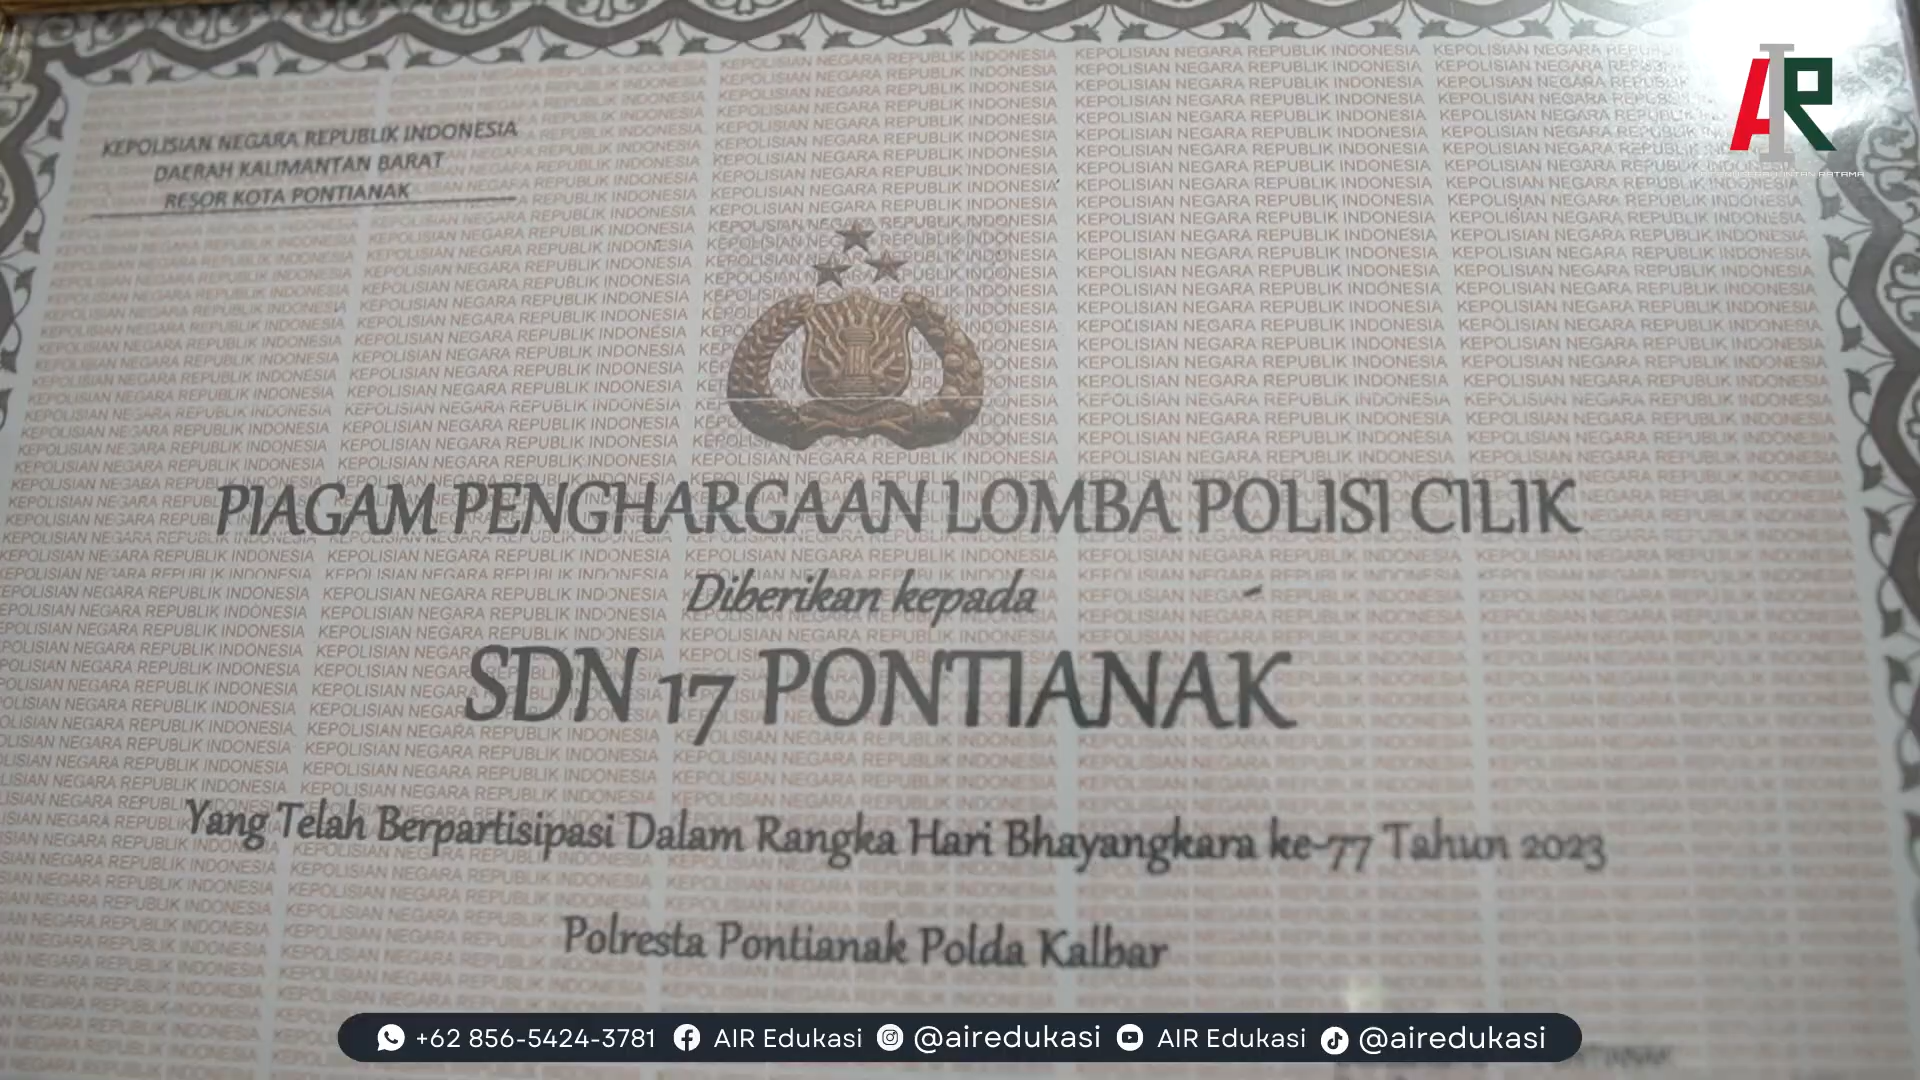 KEPOLISIAN NEGARA REPUBLIK INDONESIA
DAERAH KALIMANTAN BARAT
RESOR KOTA PONTIANAK
AIR
PIAGAM PENGHARGAAN LOMBA POLISI CILIK
Diberikan kepada
SDN 17 PONTIANAK
Yang Telah Berpartisipasi Dalam Rangka Hari Bhayangkara ke-77 Tahun 2023
Polresta Pontianak Polda Kalbar
+62 856-5424-3781 AIR Edukasi @airedukasi AIR Edukasi @airedukasi